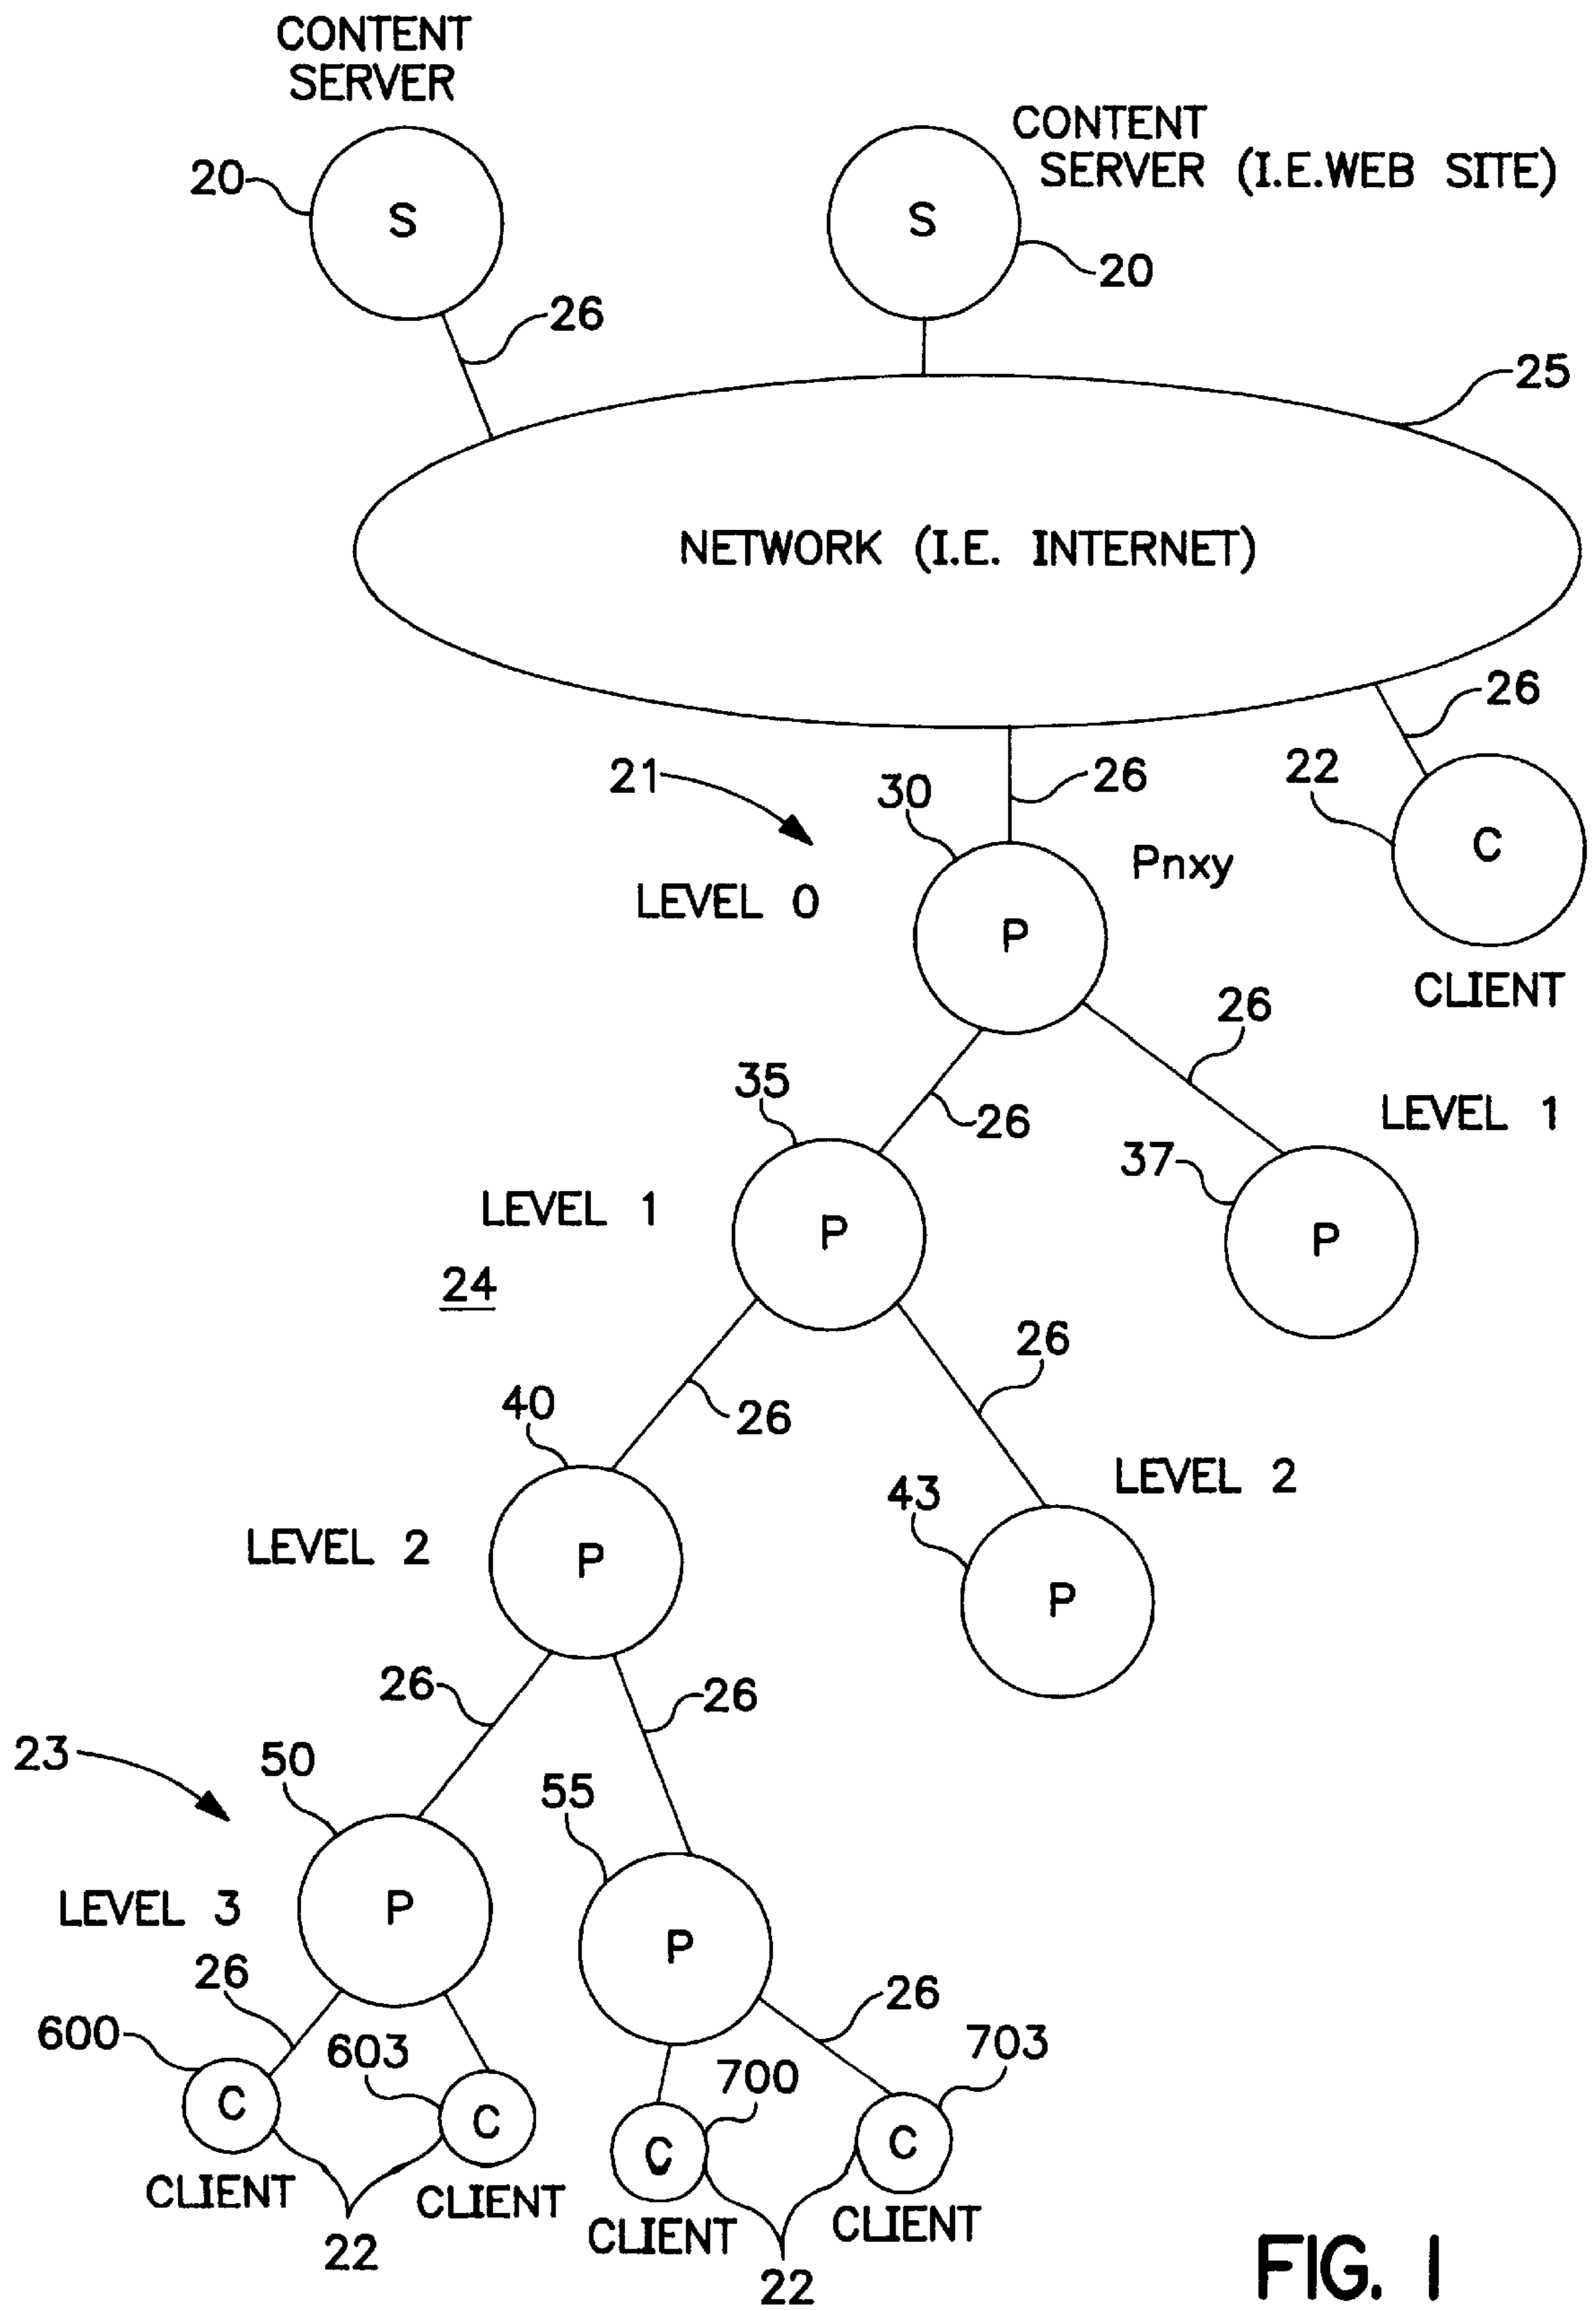 CONTENT
SERVER
CONTENT
SERVER (I.E.WEB SITE)
20
S
S
20
26
25
NETWORK (I.E. INTERNET)
26
21
26
22
30
Pnxy
C
LEVEL 0
P
CLIENT
26
35
26
LEVEL 1
37
LEVEL 1
P
P
24
26
40
26
LEVEL 2
43
LEVEL 2
P
P
26
26
23
50
55
LEVEL 3
P
P
26
26
600
603
703
700
C
C
C
C
CLIENT
CLIENT
CLIENT
CLIENT
22
22
FIG. 1